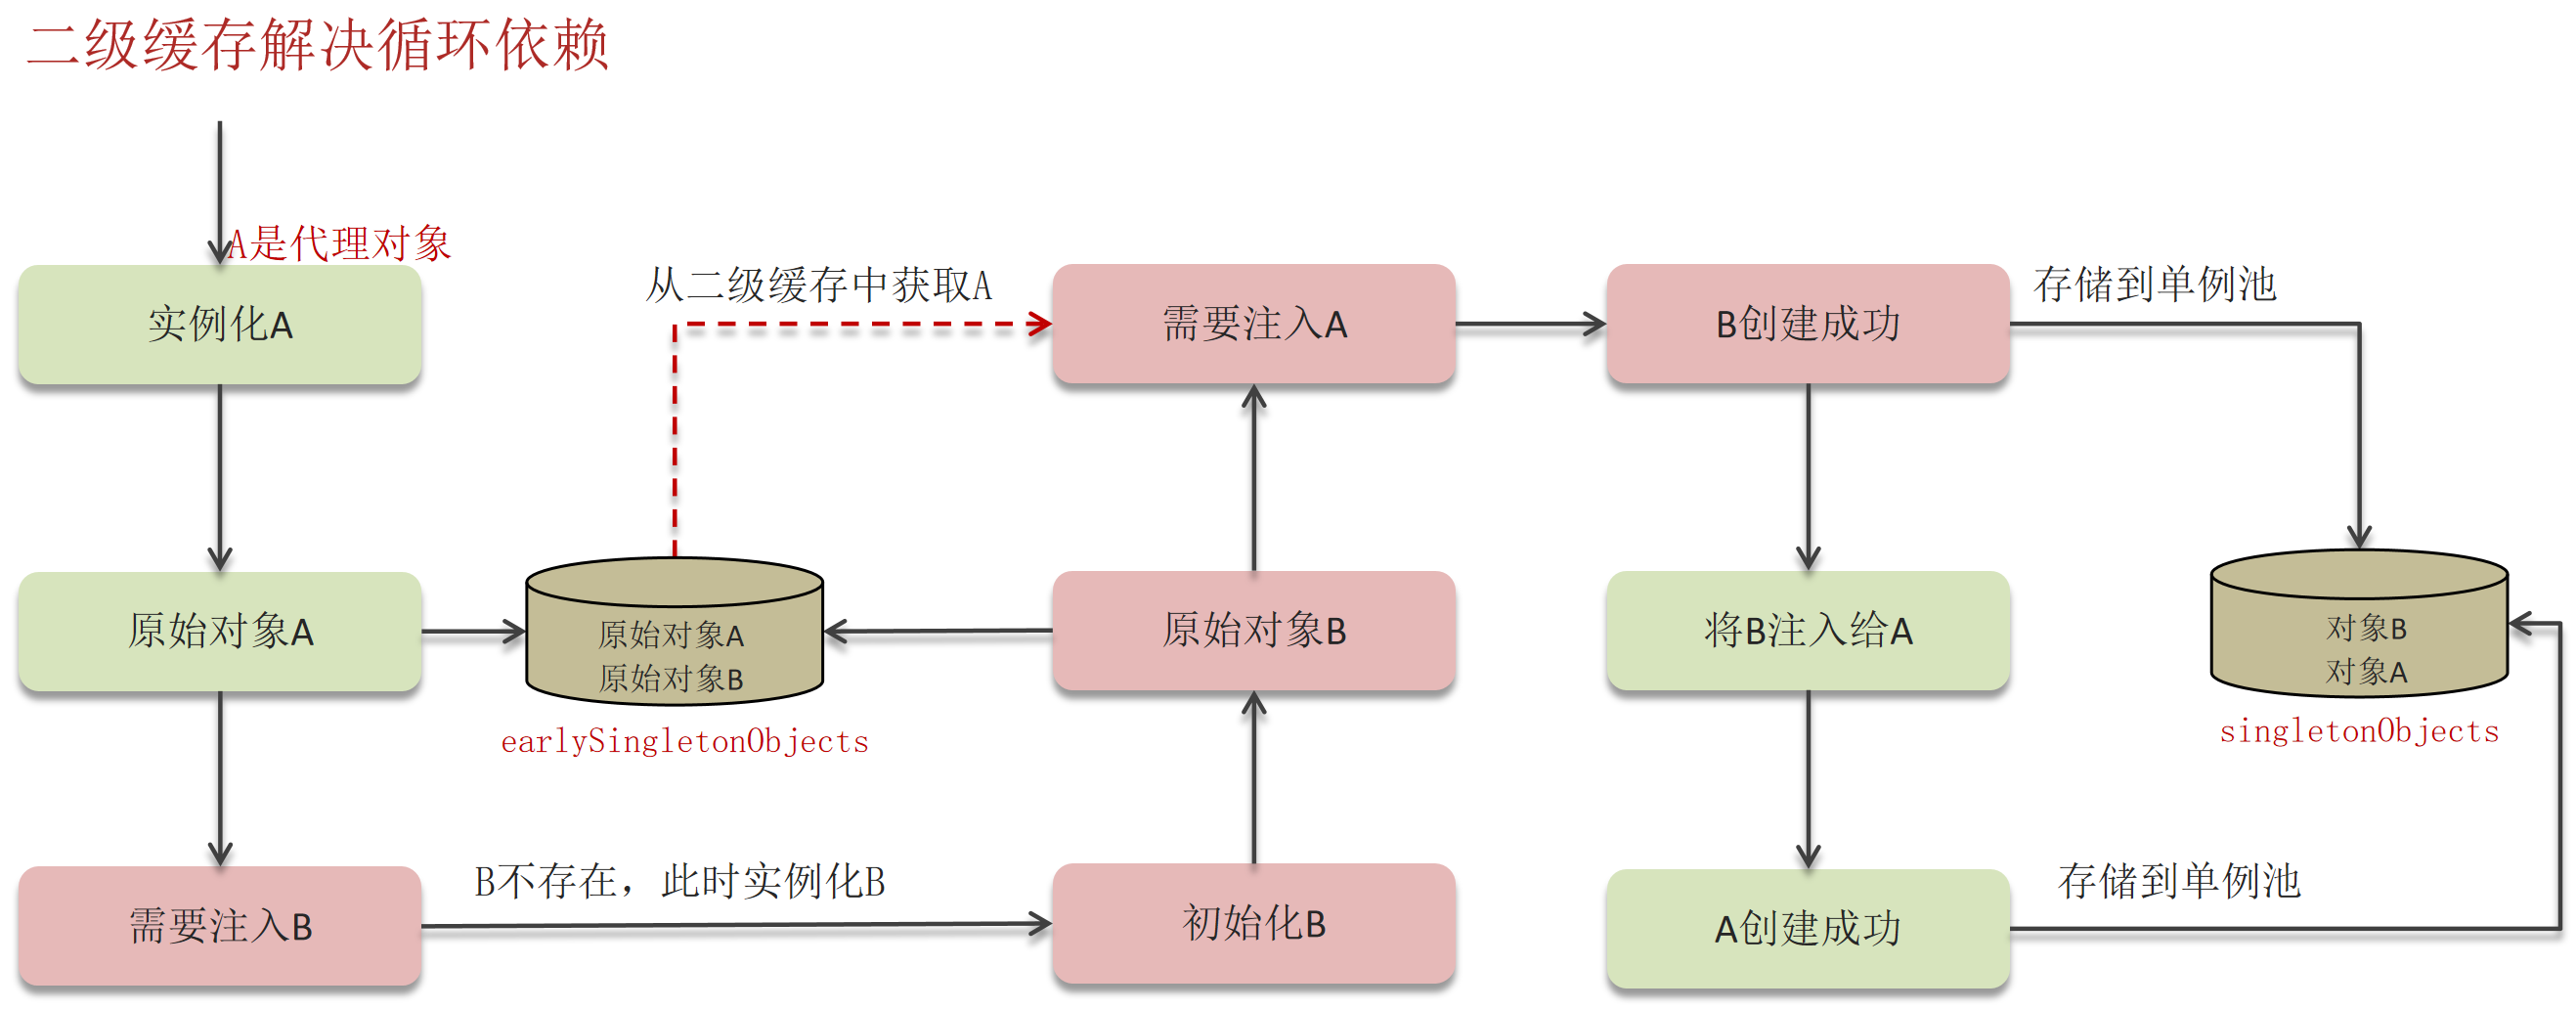 二级缓存解决循环依赖
A是代理对象
实例化A
从二级缓存中获取A
需要注入A
B创建成功
存储到单例池
原始对象A
原始对象A
原始对象B
earlySingletonObjects
原始对象B
将B注入给A
对象B
对象A
singletonObjects
需要注入B
B不存在，此时实例化B
初始化B
A创建成功
存储到单例池